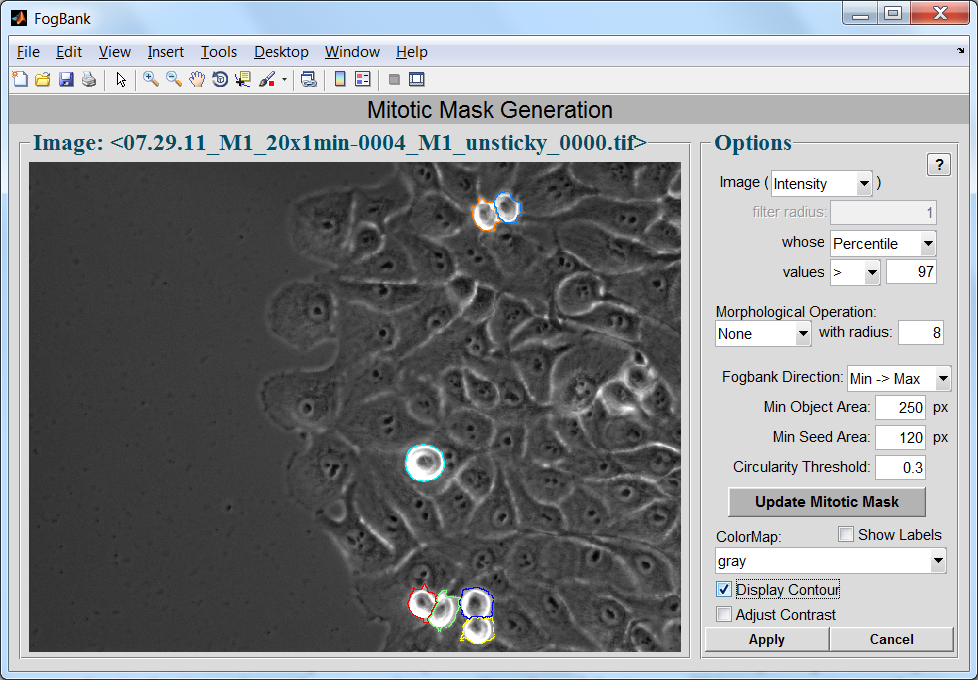 FogBank
File Edit View Insert Tools Desktop Window Help
Mitotic Mask Generation
Image: <07.29.11_M1_20x1min-0004_M1_unsticky_0000.tif>
Options
?
Image ( Intensity )
filter radius: 1
whose Percentile
values > 97
Morphological Operation:
None with radius: 8
Fogbank Direction: Min -> Max
Min Object Area: 250 px
Min Seed Area: 120 px
Circularity Threshold: 0.3
Update Mitotic Mask
ColorMap: Show Labels
gray
Display Contour
Adjust Contrast
Apply Cancel